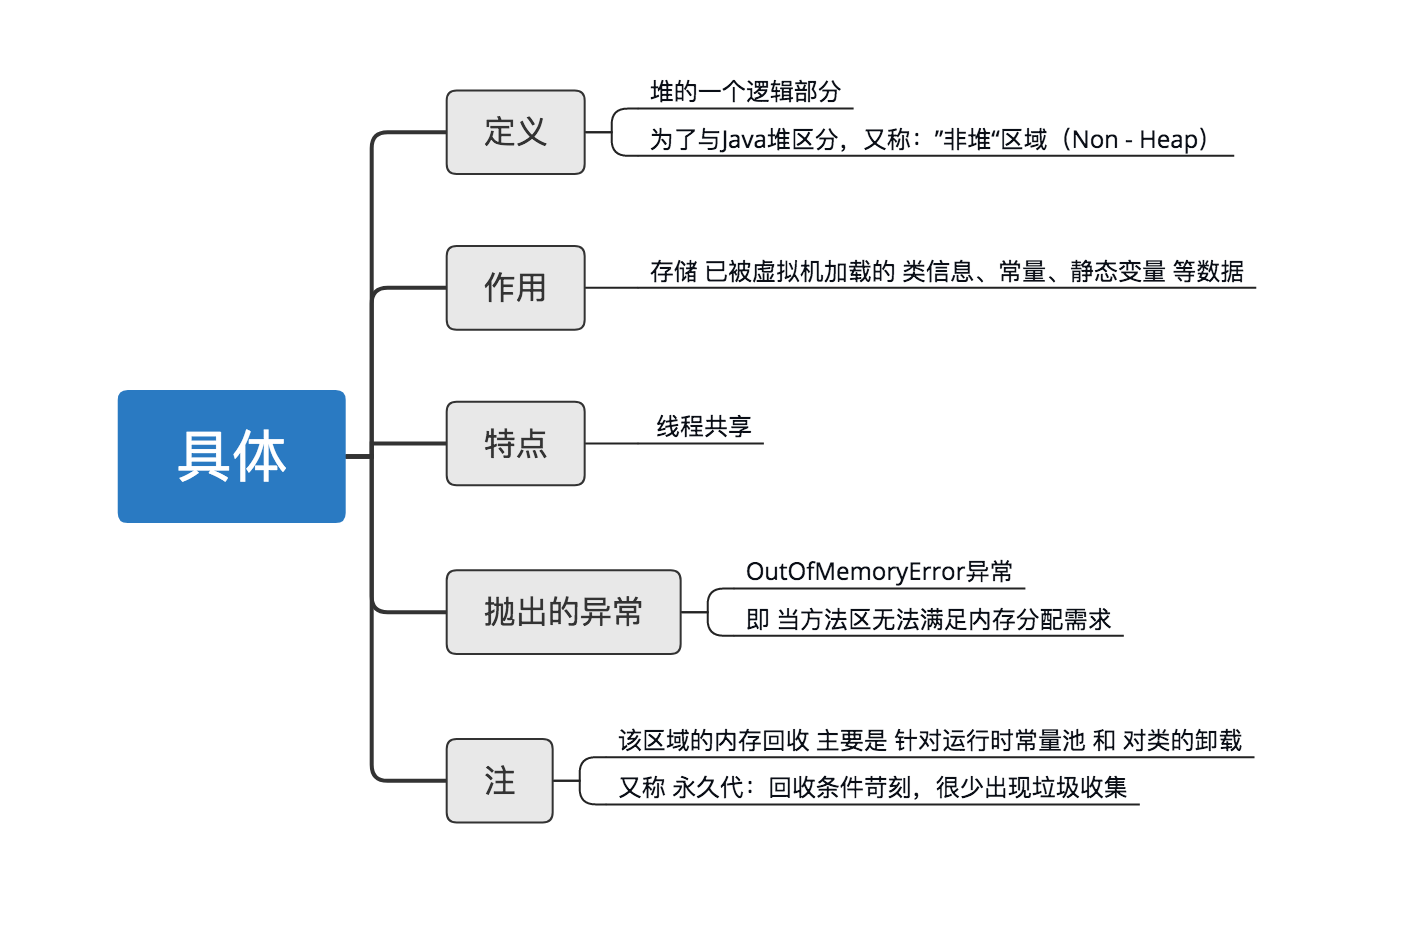 具体
定义
堆的一个逻辑部分
为了与Java堆区分，又称：”非堆“区域（Non - Heap）
作用
存储 已被虚拟机加载的 类信息、常量、静态变量 等数据
特点
线程共享
抛出的异常
OutOfMemoryError异常
即 当方法区无法满足内存分配需求
注
该区域的内存回收 主要是 针对运行时常量池 和 对类的卸载
又称 永久代：回收条件苛刻，很少出现垃圾收集